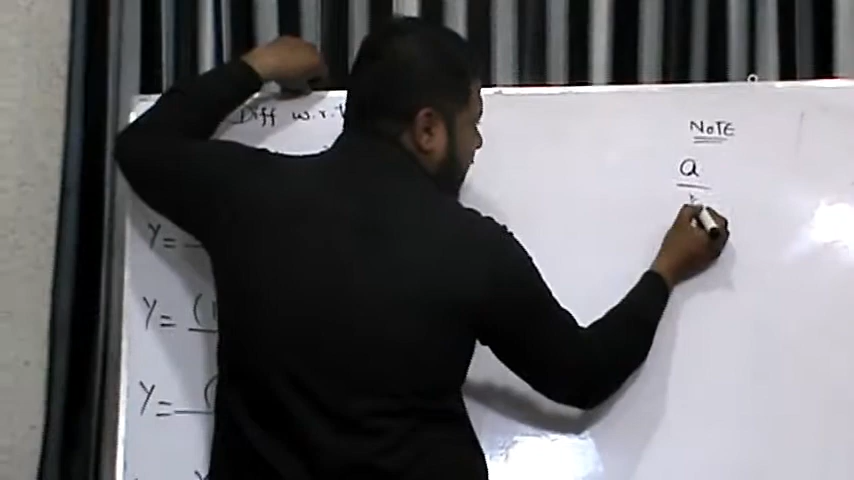 Diff w.r.t
NOTE
a
y=
y= (
y= (
y